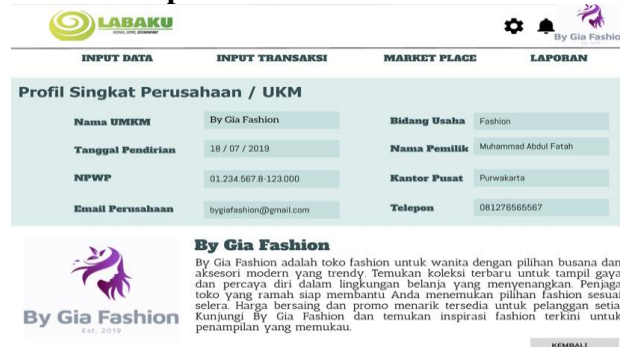 LABAKU
By Gia Fashio
INPUT DATA INPUT TRANSAKSI MARKET PLACE LAPORAN
Profil Singkat Perusahaan / UKM
Nama UMKM By Gia Fashion Bidang Usaha Fashion
Tanggal Pendirian 18 / 07 / 2019 Nama Pemilik Muhammad Abdul Fatah
NPWP 01.234.567.8-123.000 Kantor Pusat Purwakarta
Email Perusahaan bygiafashion@gmail.com Telepon 081276565567
By Gia Fashion
By Gia Fashion adalah toko fashion untuk wanita dengan pilihan busana dan
aksesori modern yang trendy. Temukan koleksi terbaru untuk tampil gaya
dan percaya diri dalam lingkungan belanja yang menyenangkan. Penjaga
toko yang ramah siap membantu Anda menemukan pilihan fashion sesuai
selera. Harga bersaing dan promo menarik tersedia untuk pelanggan setia.
Kunjungi By Gia Fashion dan temukan inspirasi fashion terkini untuk
penampilan yang memukau.
By Gia Fashion
Est. 2019
KEMBALI